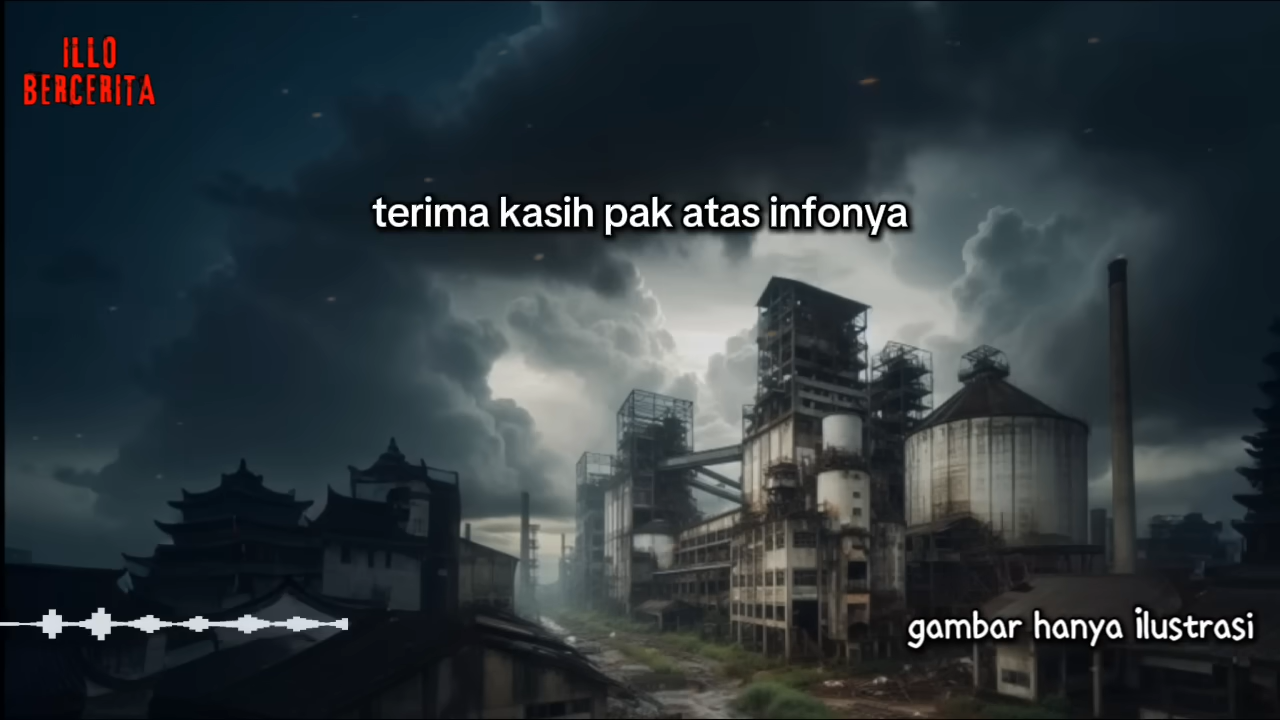 ILLO
BERCERITA
terima kasih pak atas infonya
gambar hanya ilustrasi